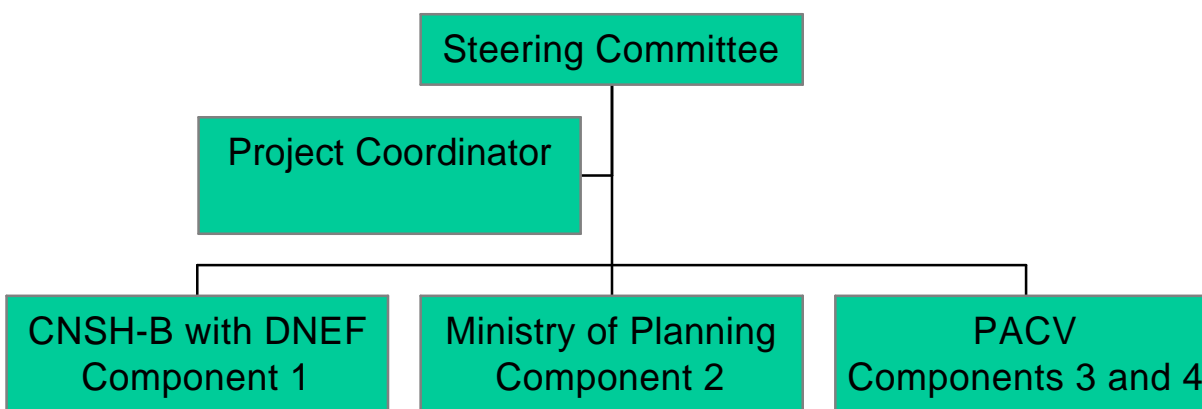 Steering Committee
Project Coordinator
CNSH-B with DNEF
Component 1
Ministry of Planning
Component 2
PACV
Components 3 and 4